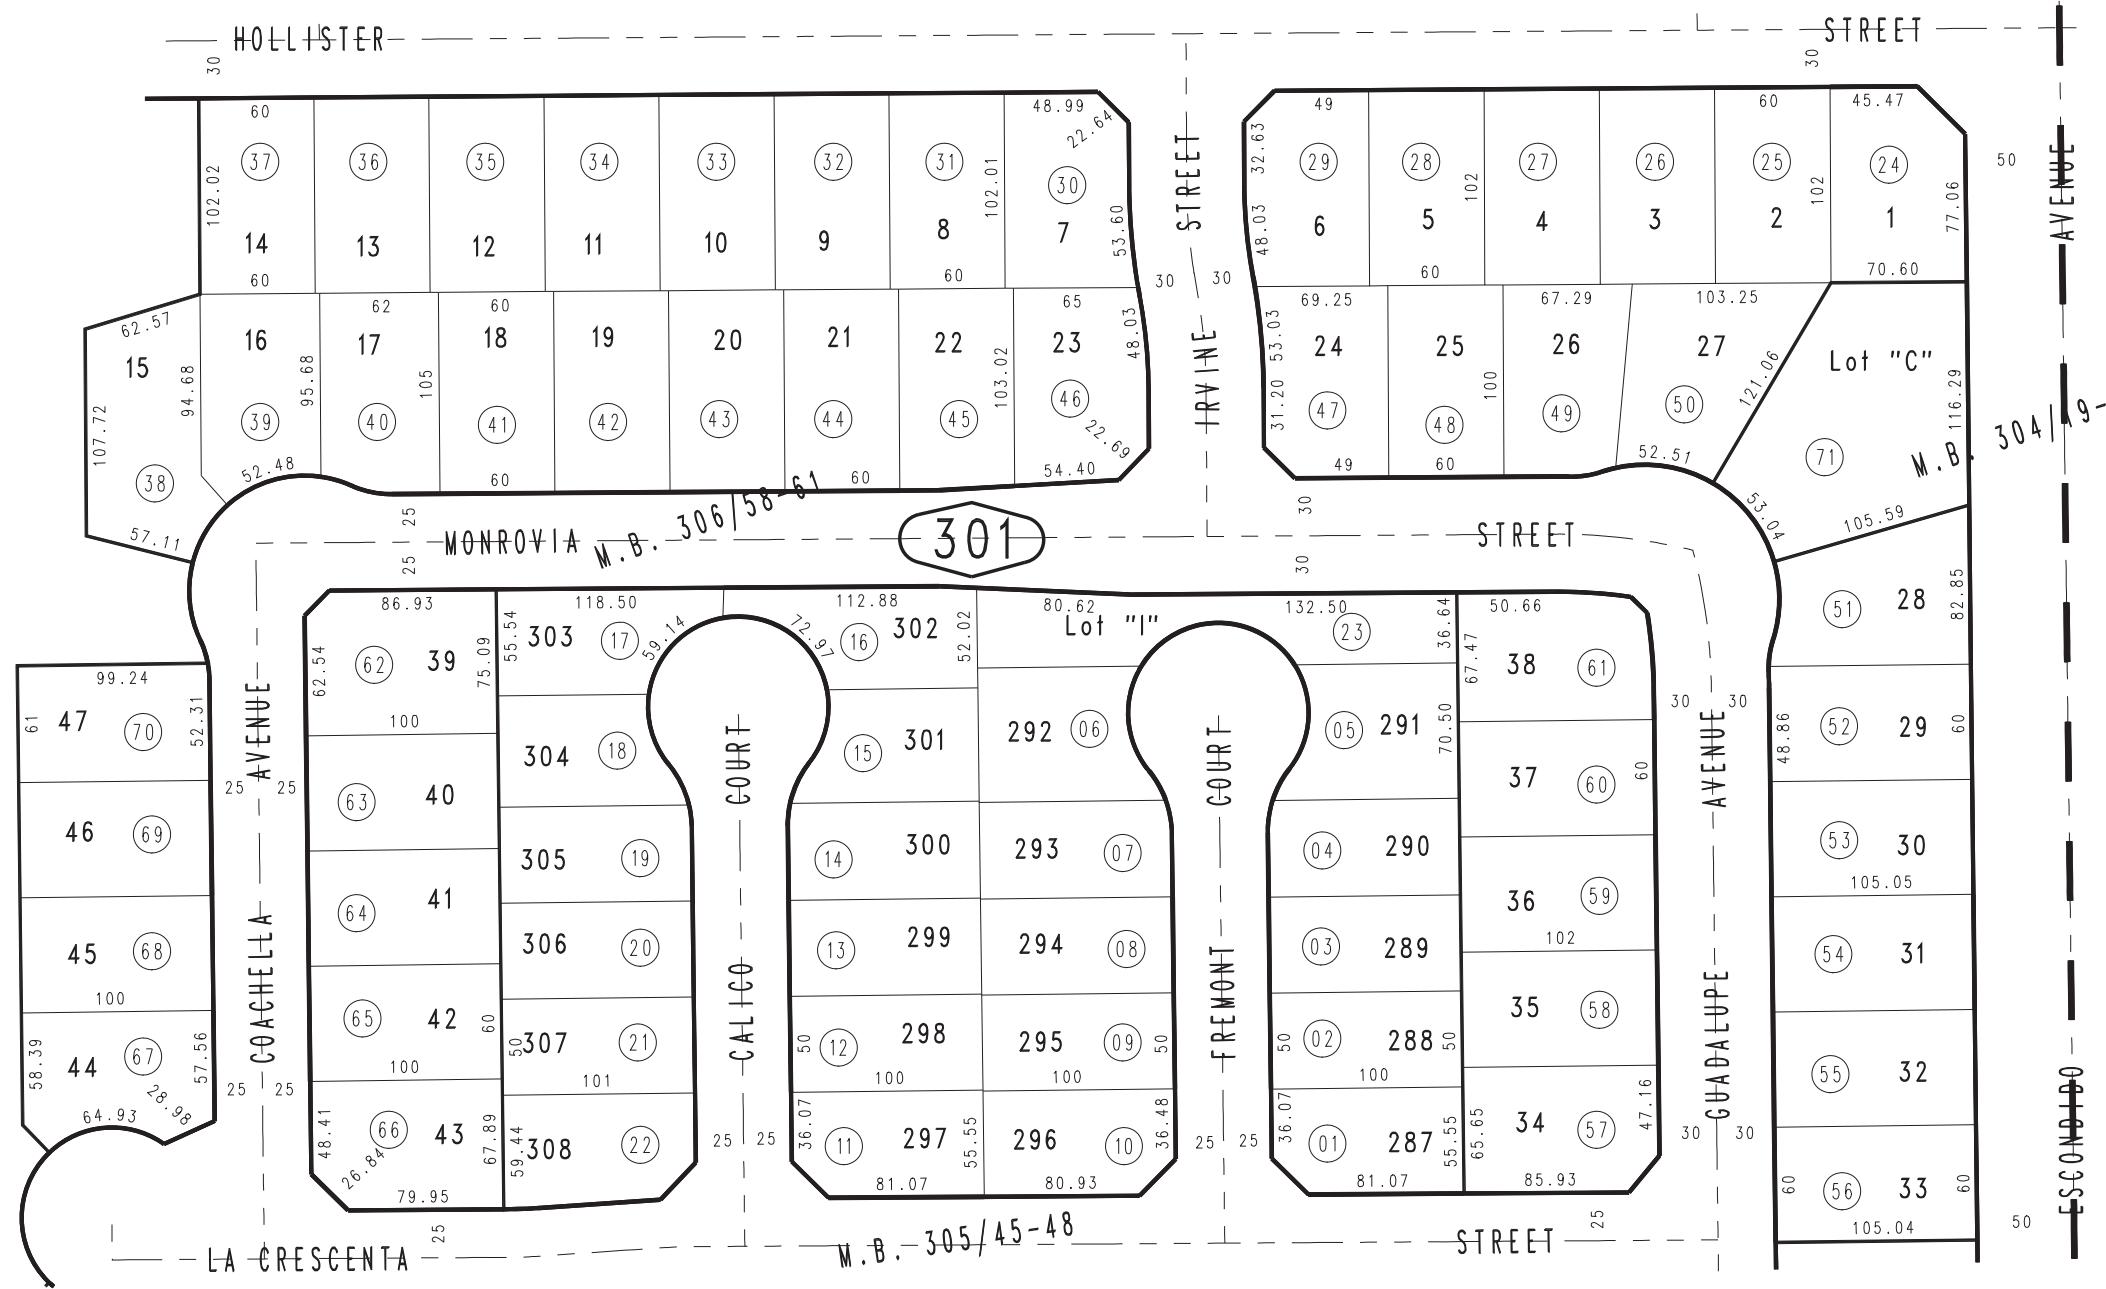 HOLLISTER STREET
30 30
60 48.99 22.64 49 60 45.47
50
AVENUE
37 36 35 34 33 32 31 30 29 28 27 26 25 24
102.02 102.01 53.60 STREET 32.63 48.03 102 102 77.06
14 13 12 11 10 9 8 7 6 5 4 3 2 1
60 60 30 30 60 70.60
62.57 62 60 65 69.25 67.29 103.25
15 16 17 18 19 20 21 22 23 24 25 26 27 Lot "C"
107.72 94.68 95.68 105 103.02 48.03 IRVINE 53.03 31.20 100 121.06 116.29
38 39 40 41 42 43 44 45 46 47 48 49 50 71
22.69
57.11 52.48 60 60 54.40 49 60 52.51 53.04 105.59
M.B. 306/58-61
M.B. 304/19-
25 30
MONROVIA 301 STREET
25 30
86.93 118.50 112.88 80.62 132.50 50.66
Lot "I" 23
62.54 75.09 55.54 59.14 72.97 52.02 36.64 67.47 82.85
62 39 303 17 16 302 38 61 51 28
99.24 100 30 30
61 47 70 52.31 AVENUE 304 18 COURT 15 301 292 06 COURT 05 291 70.50 37 60 60 AVENUE 48.86 52 29 60
25 25
46 69 63 40 305 19 14 300 293 07 04 290 36 59 53 30
105.05
45 68 COACHELLA 64 41 306 20 CALICO 13 299 294 08 FREMONT 03 289 102 GUADALUPE 54 31
100 65 42 60 50 307 21 50 12 298 295 09 50 50 02 288 50 35 58
100 101 100 100 100
58.39 44 67 57.56 25 25 55 32
64.93 28.98
48.41 66 43 67.89 59.44 308 22 25 25 36.07 11 297 55.55 296 10 36.48 25 25 36.07 01 287 55.55 65.65 34 57 47.16 30 30
26.84 79.95 81.07 80.93 81.07 85.93
60 56 33 60
105.04
ESCONDIDO
50
25 25
LA CRESCENTA M.B. 305/45-48 STREET